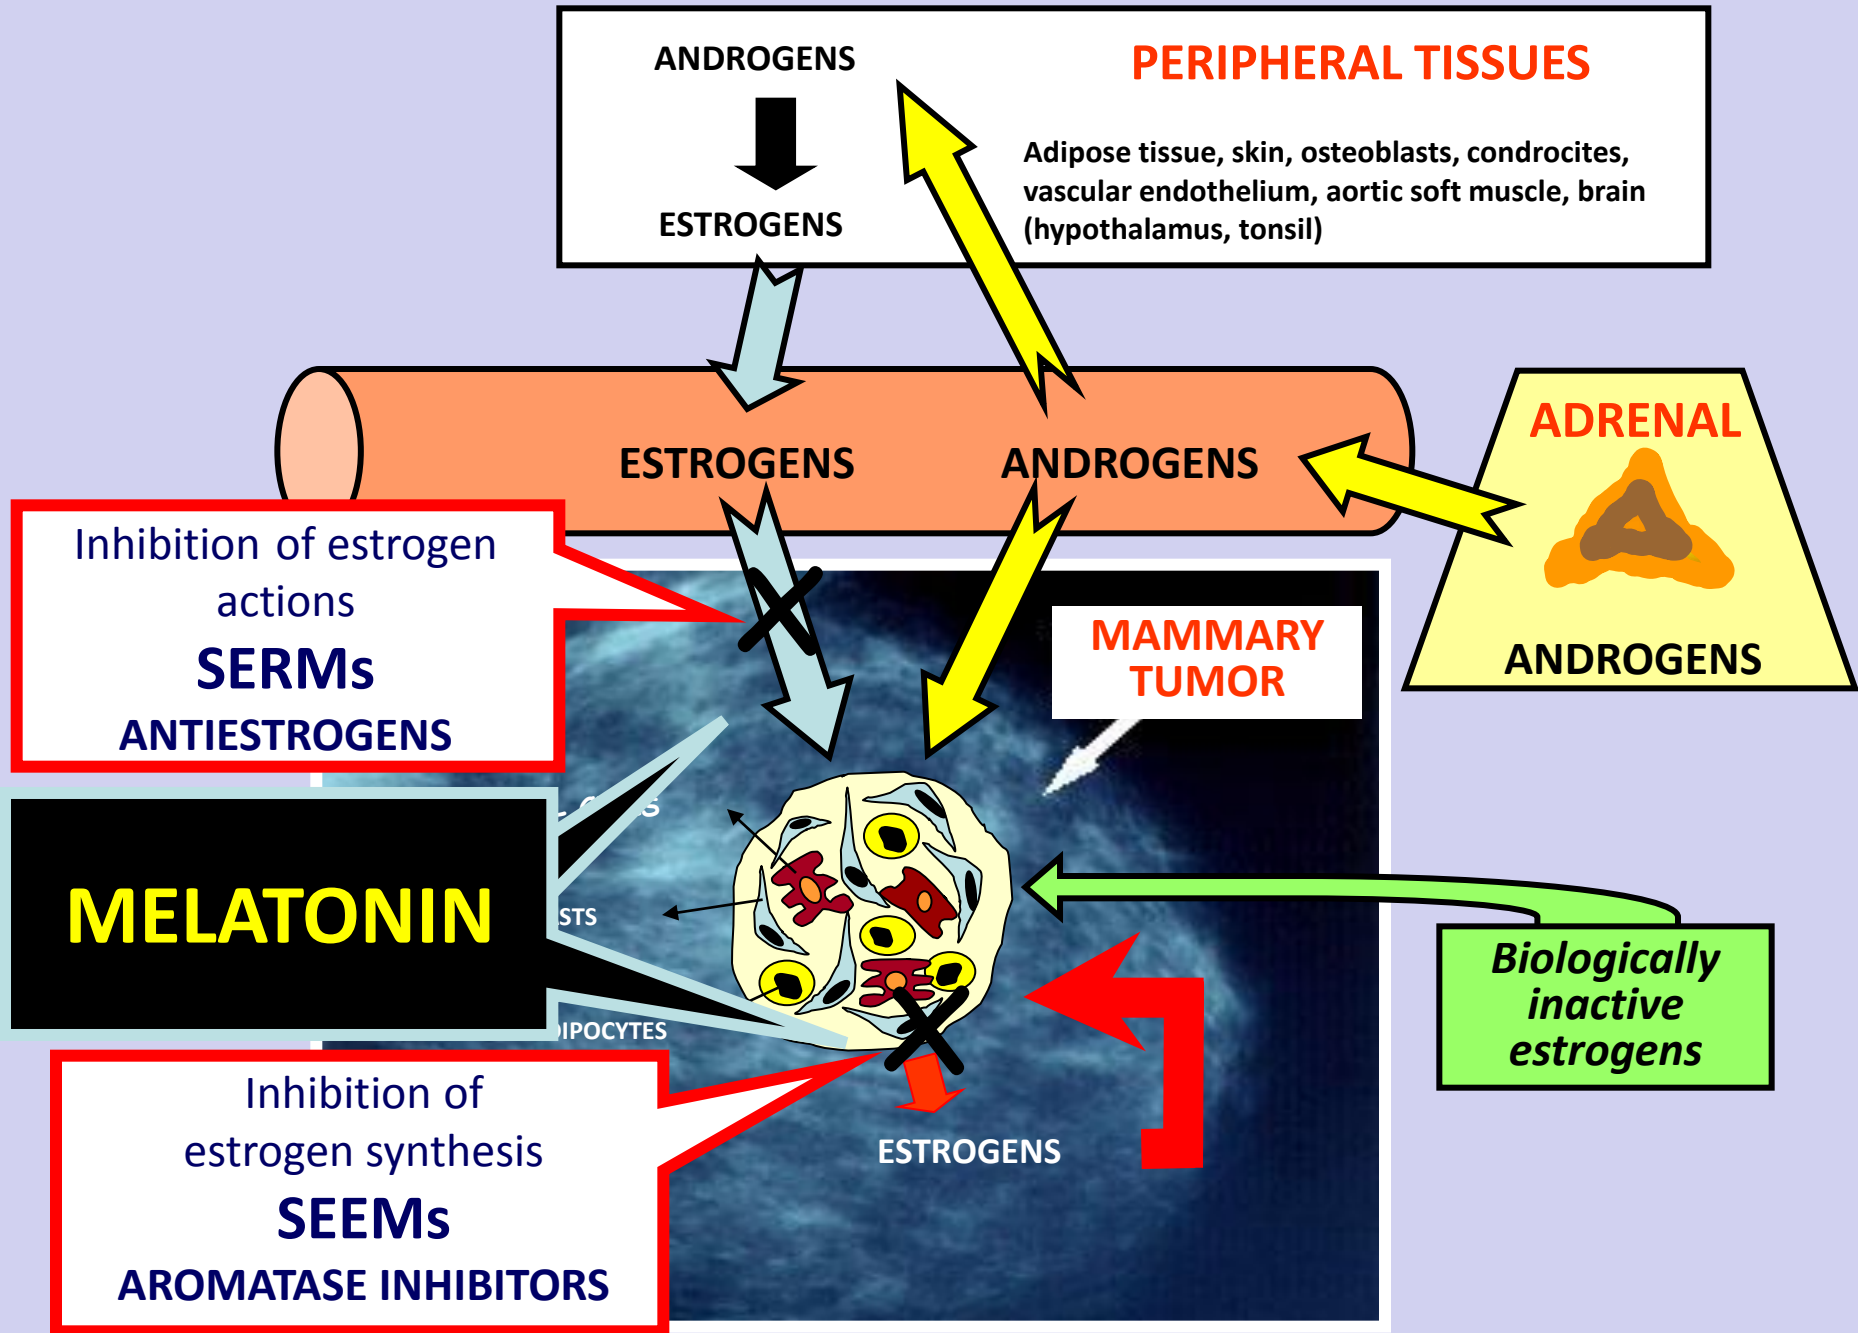 ANDROGENS
ESTROGENS
PERIPHERAL TISSUES
Adipose tissue, skin, osteoblasts, condrocites,
vascular endothelium, aortic soft muscle, brain
(hypothalamus, tonsil)
ESTROGENS
ANDROGENS
ADRENAL
ANDROGENS
Inhibition of estrogen
actions
SERMs
ANTIESTROGENS
MAMMARY
TUMOR
MELATONIN
Biologically
inactive
estrogens
ESTROGENS
Inhibition of
estrogen synthesis
SEEMs
AROMATASE INHIBITORS